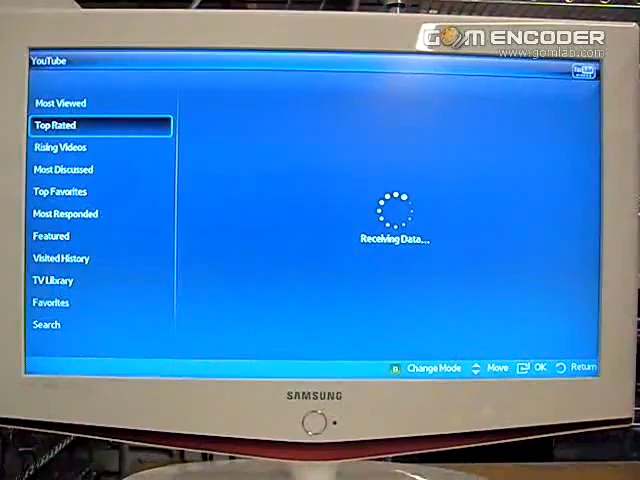 GOM ENCODER
www.gomlab.com
YouTube
Most Viewed
Top Rated
Rising Videos
Most Discussed
Top Favorites
Most Responded
Featured
Visited History
TV Library
Favorites
Search
Receiving Data...
B Change Mode Move OK Return
SAMSUNG